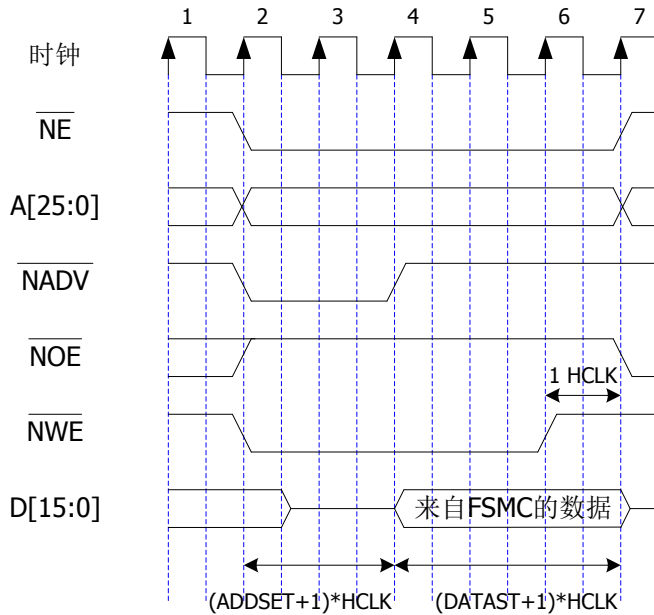 1 2 3 4 5 6 7
时钟
NE
A[25:0]
NADV
NOE
1 HCLK
NWE
D[15:0]
来自FSMC的数据
(ADDSET+1)*HCLK
(DATAST+1)*HCLK